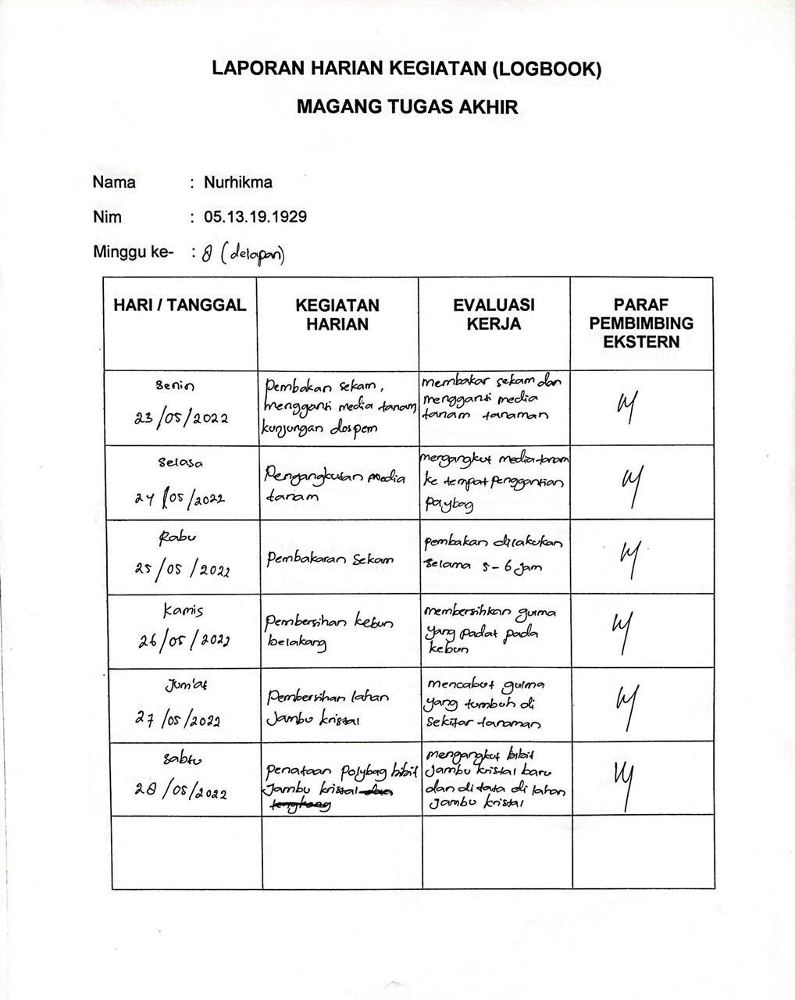 LAPORAN HARIAN KEGIATAN (LOGBOOK)
MAGANG TUGAS AKHIR
Nama : Nurhikma
Nim : 05.13.19.1929
Minggu ke- : 8 (delapan)
HARI / TANGGAL
KEGIATAN
HARIAN
EVALUASI
KERJA
PARAF
PEMBIMBING
EKSTERN
Senin
23/05/2022
Pembakan sekam,
mengganti media tanam
kunjungan dospem
membakar sekam dan
mengganti media
tanam tanaman
Selasa
24/05/2022
Pengangkutan media
tanam
mengangkut media tanam
ke tempat penggantian
paybag
Rabu
25/05/2022
Pembakaran Sekam
pembakan dilakukan
selama 5-6 jam
Kamis
26/05/2022
Pembersihan kebun
belakang
membersihkan gulma
yang padat pada
kebun
Jum'at
27/05/2022
Pembersihan lahan
Jambu kristal
mencabut gulma
yang tumbuh di
sekitar tanaman
Sabtu
28/05/2022
penataan polybag bibit
Jambu kristal dan
mengangkut bibit
Jambu kristal baru
dan di tata di lahan
Jambu kristal